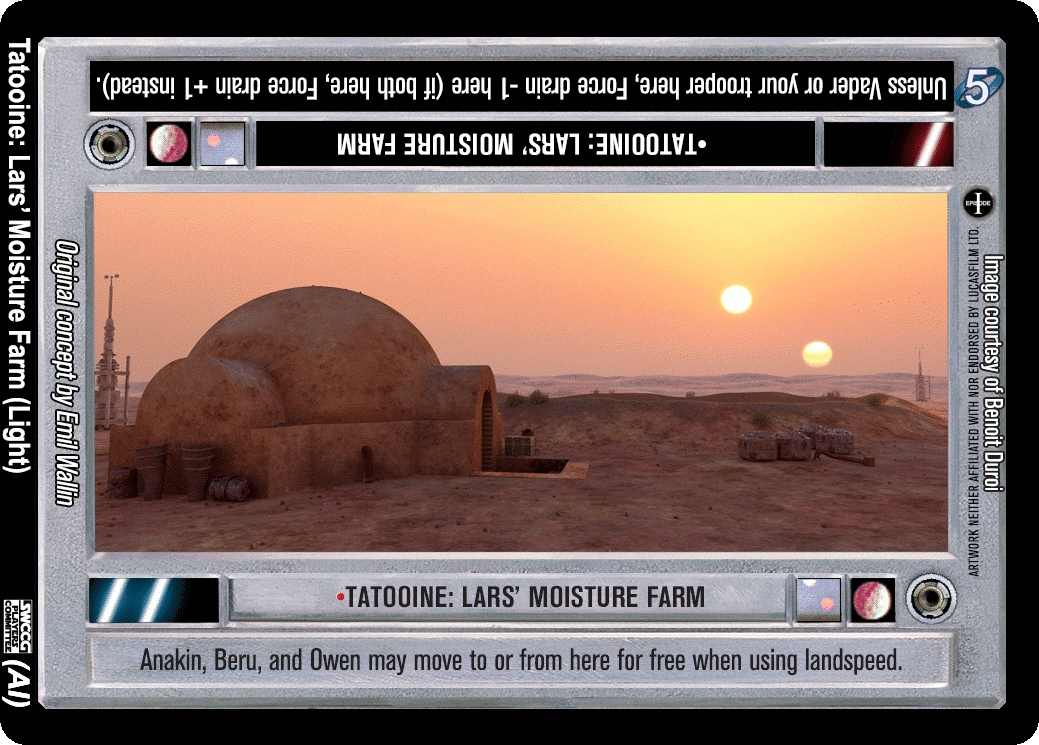 Unless Vader or your trooper here, Force drain -1 here (if both here, Force drain +1 instead).
5
•TATOOINE: LARS’ MOISTURE FARM
EPISODE I
Tatooine: Lars’ Moisture Farm (Light)
Original concept by Emil Wallin
Image courtesy of Benoit Duroi
ARTWORK NEITHER AFFILIATED WITH NOR ENDORSED BY LUCASFILM LTD.
•TATOOINE: LARS’ MOISTURE FARM
Anakin, Beru, and Owen may move to or from here for free when using landspeed.
SWCCG
PLAYERS
COMMITTEE
(AI)